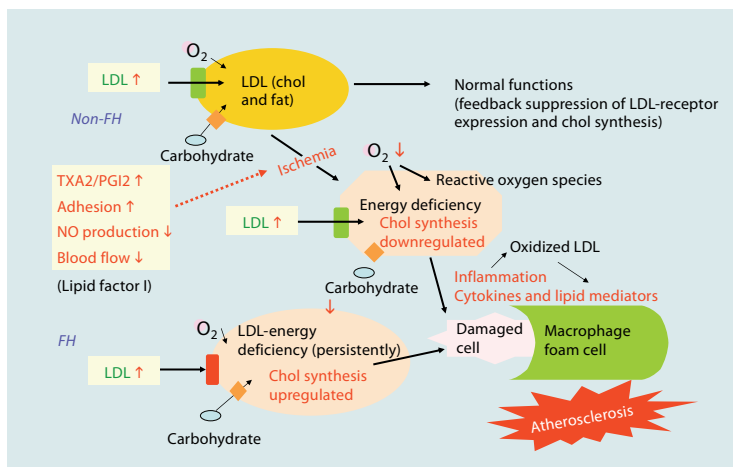 O2
LDL ↑
LDL (chol
and fat)
Normal functions
(feedback suppression of LDL-receptor
expression and chol synthesis)
Non-FH
Carbohydrate
Ischemia
O2 ↓
TXA2/PGI2 ↑
Adhesion ↑
NO production ↓
Blood flow ↓
(Lipid factor I)
Reactive oxygen species
Energy deficiency
LDL ↑
Chol synthesis
downregulated
Oxidized LDL
Carbohydrate
Inflammation
Cytokines and lipid mediators
↓
FH
O2
LDL-energy
deficiency (persistently)
Damaged
cell
Macrophage
foam cell
LDL ↑
Chol synthesis
upregulated
Carbohydrate
Atherosclerosis